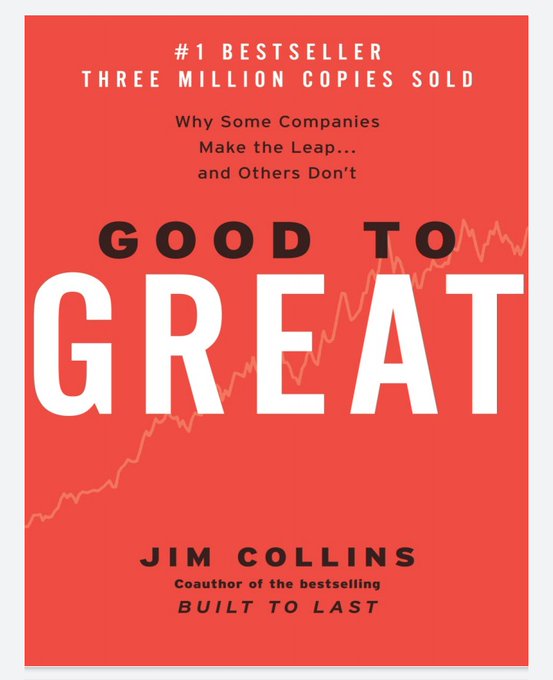 #1 BESTSELLER
THREE MILLION COPIES SOLD
Why Some Companies
Make the Leap...
and Others Don't
GOOD TO
GREAT
JIM COLLINS
Coauthor of the bestselling
BUILT TO LAST